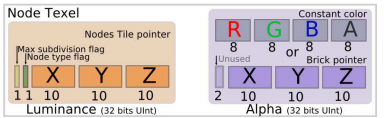 Node Texel
Nodes Tile pointer
Max subdivision flag
Node type flag
X Y Z
1 1 10 10 10
Luminance (32 bits UInt)
Constant color
R G B A
8 8 8 8
or
Unused
Brick pointer
X Y Z
2 10 10 10
Alpha (32 bits UInt)